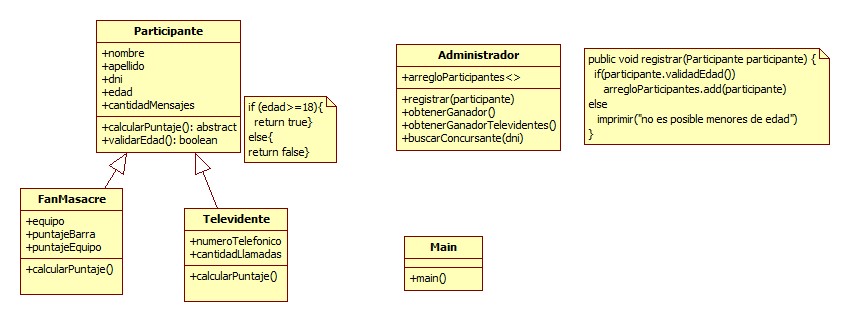 Participante
+nombre
+apellido
+dni
+edad
+cantidadMensajes
+calcularPuntaje(): abstract
+validarEdad(): boolean
if (edad>=18){
return true}
else{
return false}
Administrador
+arregloParticipantes<>
+registrar(participante)
+obtenerGanador()
+obtenerGanadorTelevidentes()
+buscarConcursante(dni)
public void registrar(Participante participante) {
if(participante.validadEdad())
arregloParticipantes.add(participante)
else
imprimir("no es posible menores de edad")
}
FanMasacre
+equipo
+puntajeBarra
+puntajeEquipo
+calcularPuntaje()
Televidente
+numeroTelefonico
+cantidadLlamadas
+calcularPuntaje()
Main
+main()